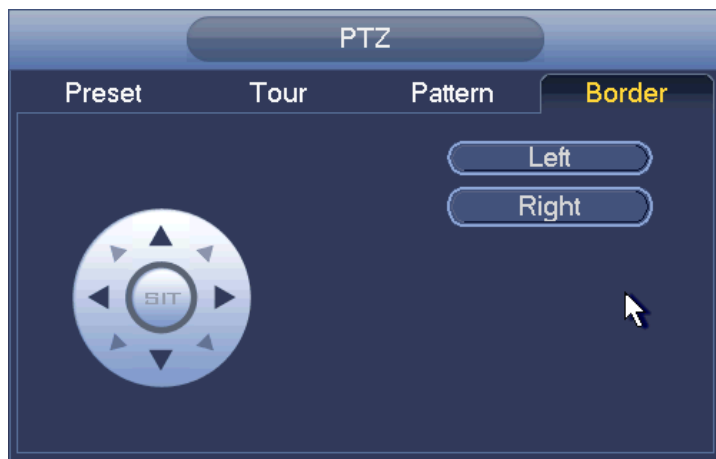 PTZ
Preset Tour Pattern Border
Left
Right
SIT